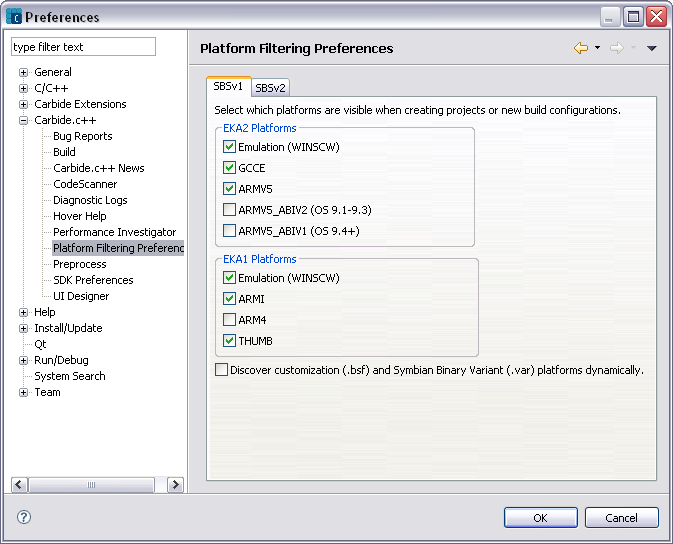 Preferences
type filter text
General
C/C++
Carbide Extensions
Carbide.c++
Bug Reports
Build
Carbide.c++ News
CodeScanner
Diagnostic Logs
Hover Help
Performance Investigator
Platform Filtering Preferenc
Preprocess
SDK Preferences
UI Designer
Help
Install/Update
Qt
Run/Debug
System Search
Team
Platform Filtering Preferences
SBSv1
SBSv2
Select which platforms are visible when creating projects or new build configurations.
EKA2 Platforms
Emulation (WINSCW)
GCCE
ARMV5
ARMV5_ABIV2 (OS 9.1-9.3)
ARMV5_ABIV1 (OS 9.4+)
EKA1 Platforms
Emulation (WINSCW)
ARMI
ARM4
THUMB
Discover customization (.bsf) and Symbian Binary Variant (.var) platforms dynamically.
OK
Cancel